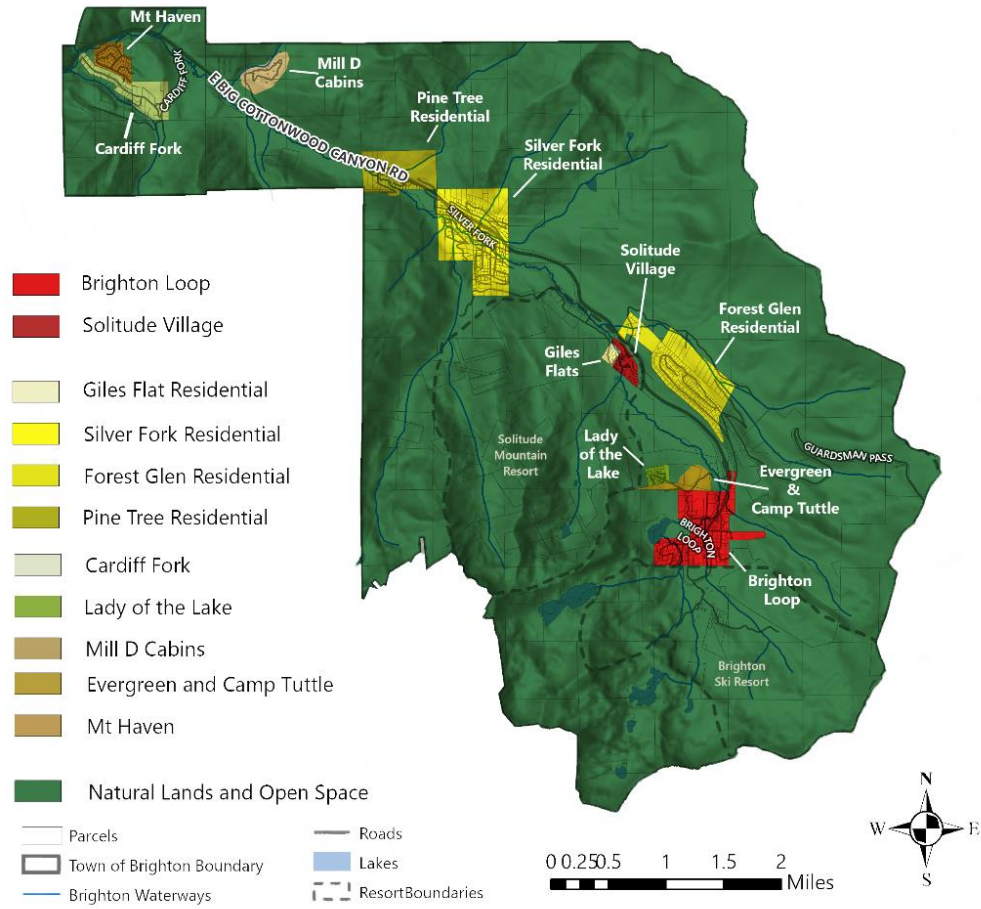 Mt Haven
CARDIFF FORK
Cardiff Fork
E BIG COTTONWOOD CANYON RD
Mill D
Cabins
Pine Tree
Residential
Silver Fork
Residential
SILVER FORK
Solitude
Village
Forest Glen
Residential
Giles
Flats
Solitude
Mountain
Resort
Lady
of the
Lake
GUARDSMAN PASS
Evergreen
&
Camp Tuttle
BRIGHTON
LOOP
Brighton
Loop
Brighton
Ski Resort
Brighton Loop
Solitude Village
Giles Flat Residential
Silver Fork Residential
Forest Glen Residential
Pine Tree Residential
Cardiff Fork
Lady of the Lake
Mill D Cabins
Evergreen and Camp Tuttle
Mt Haven
Natural Lands and Open Space
Parcels
Town of Brighton Boundary
Brighton Waterways
Roads
Lakes
ResortBoundaries
0 0.250.5 1 1.5 2
Miles
N
W E
S